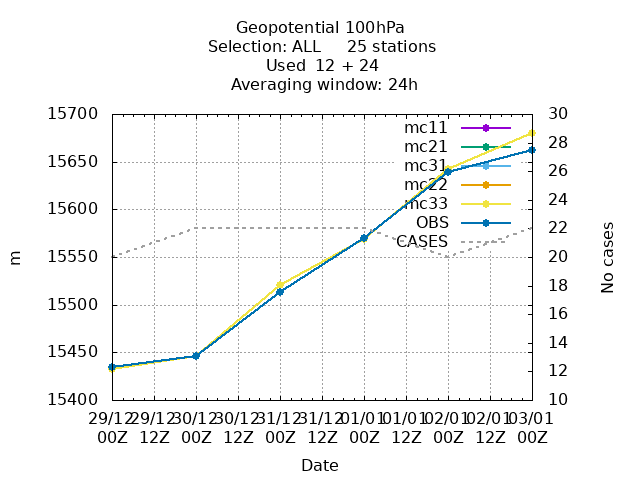 Geopotential 100hPa
Selection: ALL     25 stations
Used  12 + 24
Averaging window: 24h
15700
15650
15600
15550
15500
15450
15400
m
30
28
26
24
22
20
18
16
14
12
10
No cases
mc11
mc21
mc31
mc22
mc33
OBS
CASES
29/12 29/12 30/12 30/12 31/12 31/12 01/01 01/01 02/01 02/01 03/01
00Z 12Z 00Z 12Z 00Z 12Z 00Z 12Z 00Z 12Z 00Z
Date